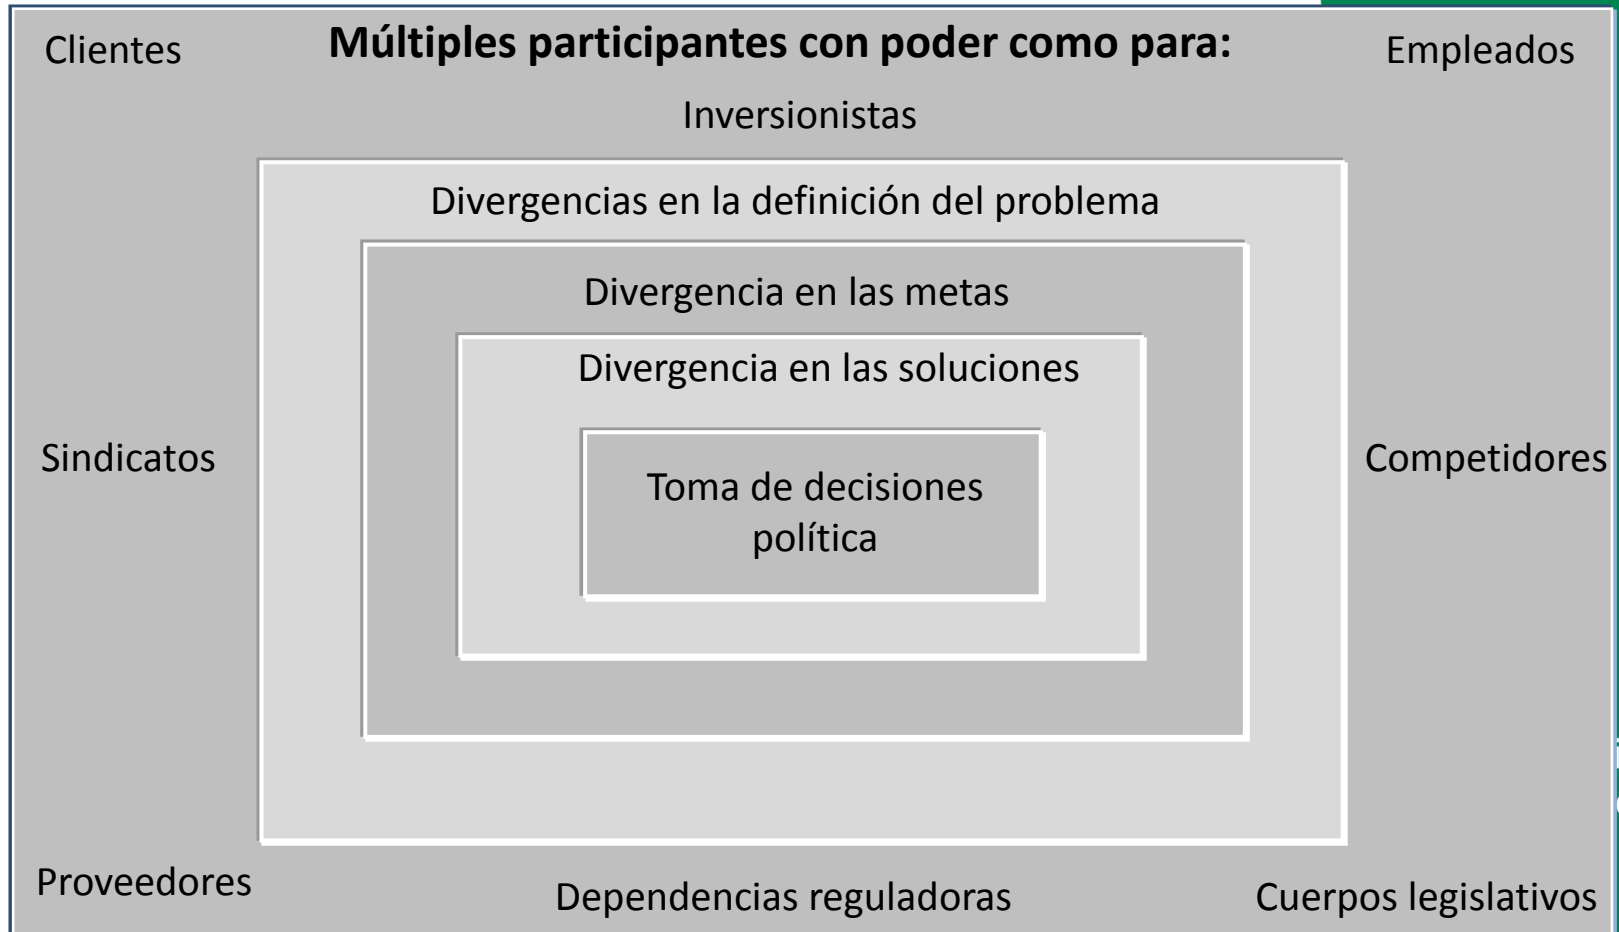 Clientes
Múltiples participantes con poder como para:
Empleados
Inversionistas
Divergencias en la definición del problema
Divergencia en las metas
Divergencia en las soluciones
Sindicatos
Toma de decisiones
política
Competidores
Proveedores
Dependencias reguladoras
Cuerpos legislativos